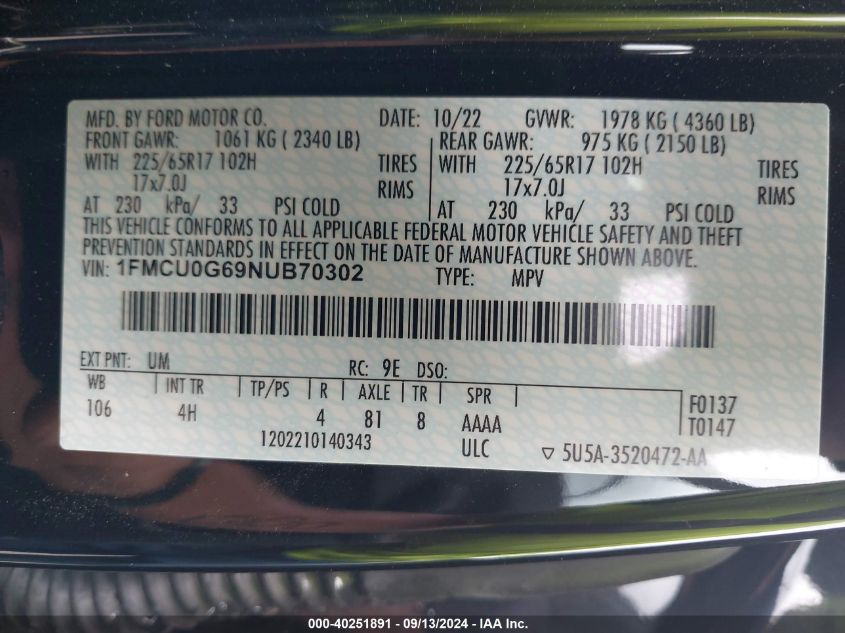 MFD. BY FORD MOTOR CO. DATE: 10/22 GVWR: 1978 KG ( 4360 LB)
FRONT GAWR: 1061 KG ( 2340 LB) REAR GAWR: 975 KG ( 2150 LB)
WITH 225/65R17 102H TIRES WITH 225/65R17 102H TIRES
17x7.0J RIMS 17x7.0J RIMS
AT 230 kPa/ 33 PSI COLD AT 230 kPa/ 33 PSI COLD
THIS VEHICLE CONFORMS TO ALL APPLICABLE FEDERAL MOTOR VEHICLE SAFETY AND THEFT
PREVENTION STANDARDS IN EFFECT ON THE DATE OF MANUFACTURE SHOWN ABOVE.
VIN: 1FMCU0G69NUB70302 TYPE: MPV
EXT PNT: UM RC: 9E DSO:
WB INT TR TP/PS R AXLE TR SPR
106 4H 4 81 8 AAAA F0137
T0147
1202210140343 ULC ▽ 5U5A-3520472-AA
000-40251891 - 09/13/2024 - IAA Inc.